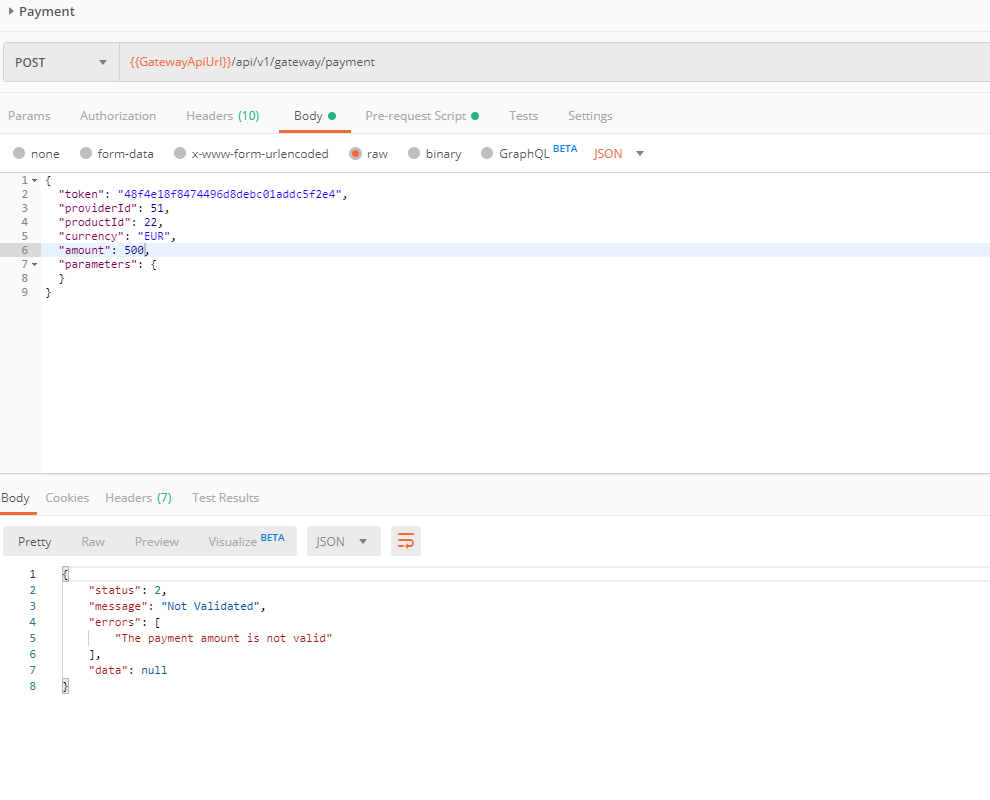 Payment
POST {{GatewayApiUrl}}/api/v1/gateway/payment
Params Authorization Headers (10) Body Pre-request Script Tests Settings
none form-data x-www-form-urlencoded raw binary GraphQL BETA JSON
1 {
2 "token": "48f4e18f8474496d8debc01addc5f2e4",
3 "providerId": 51,
4 "productId": 22,
5 "currency": "EUR",
6 "amount": 500,
7 "parameters": {
8 }
9 }
Body Cookies Headers (7) Test Results
Pretty Raw Preview Visualize BETA JSON
1 {
2 "status": 2,
3 "message": "Not Validated",
4 "errors": [
5 "The payment amount is not valid"
6 ],
7 "data": null
8 }